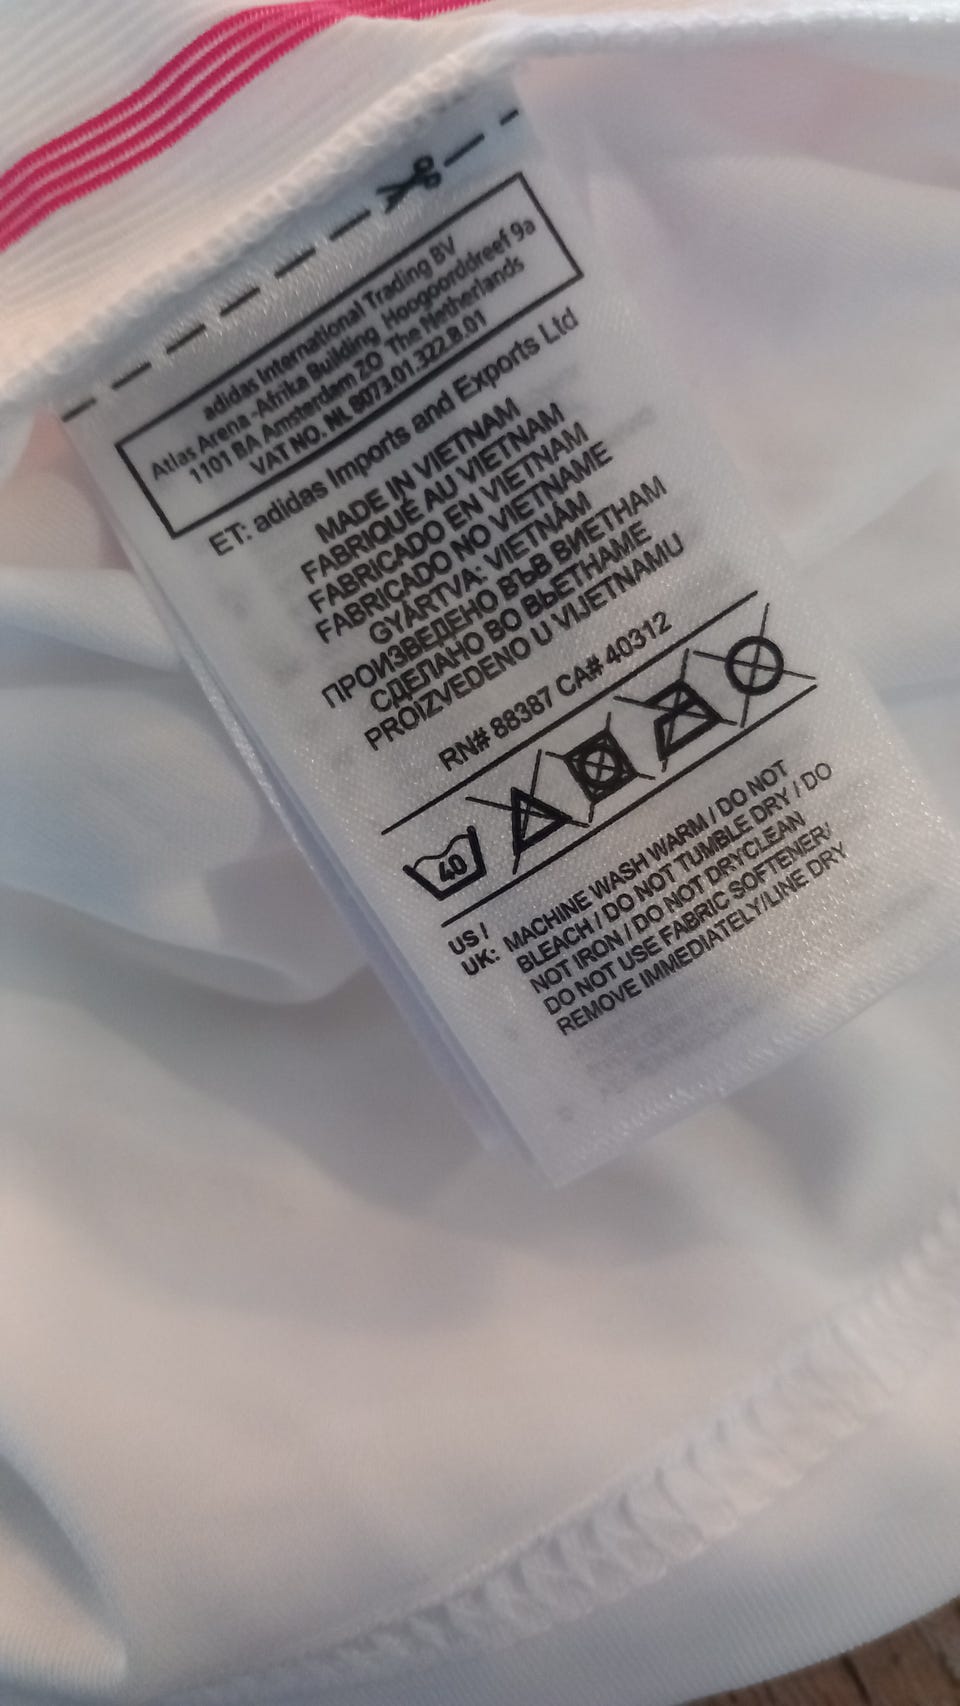 adidas International Trading BV
Atlas Arena -Afrika Building Hoogoorddreef 9a
1101 BA Amsterdam ZO The Netherlands
VAT NO. NL 8073.01.322.B.01
ET: adidas Imports and Exports Ltd
MADE IN VIETNAM
FABRIQUÉ AU VIETNAM
FABRICADO EN VIETNAM
FABRICADO NO VIETNAME
GYÁRTVA: VIETNÁM
ПРОИЗВЕДЕНО ВЪВ ВИЕТНАМ
СДЕЛАНО ВО ВЬЕТНАМЕ
PROIZVEDENO U VIJETNAMU
RN# 88387 CA# 40312
40
US / UK: MACHINE WASH WARM / DO NOT
BLEACH / DO NOT TUMBLE DRY / DO
NOT IRON / DO NOT DRYCLEAN
DO NOT USE FABRIC SOFTENER/
REMOVE IMMEDIATELY/LINE DRY